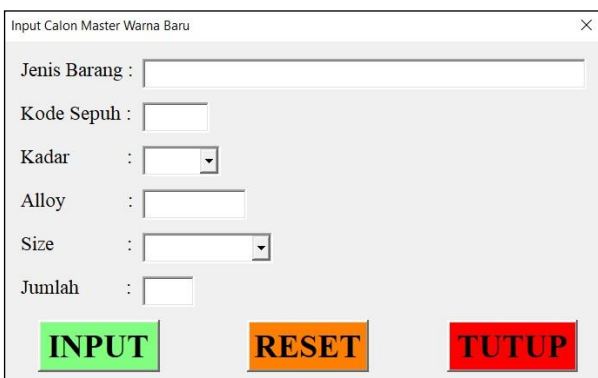 Input Calon Master Warna Baru
Jenis Barang :
Kode Sepuh :
Kadar :
Alloy :
Size :
Jumlah :
INPUT RESET TUTUP